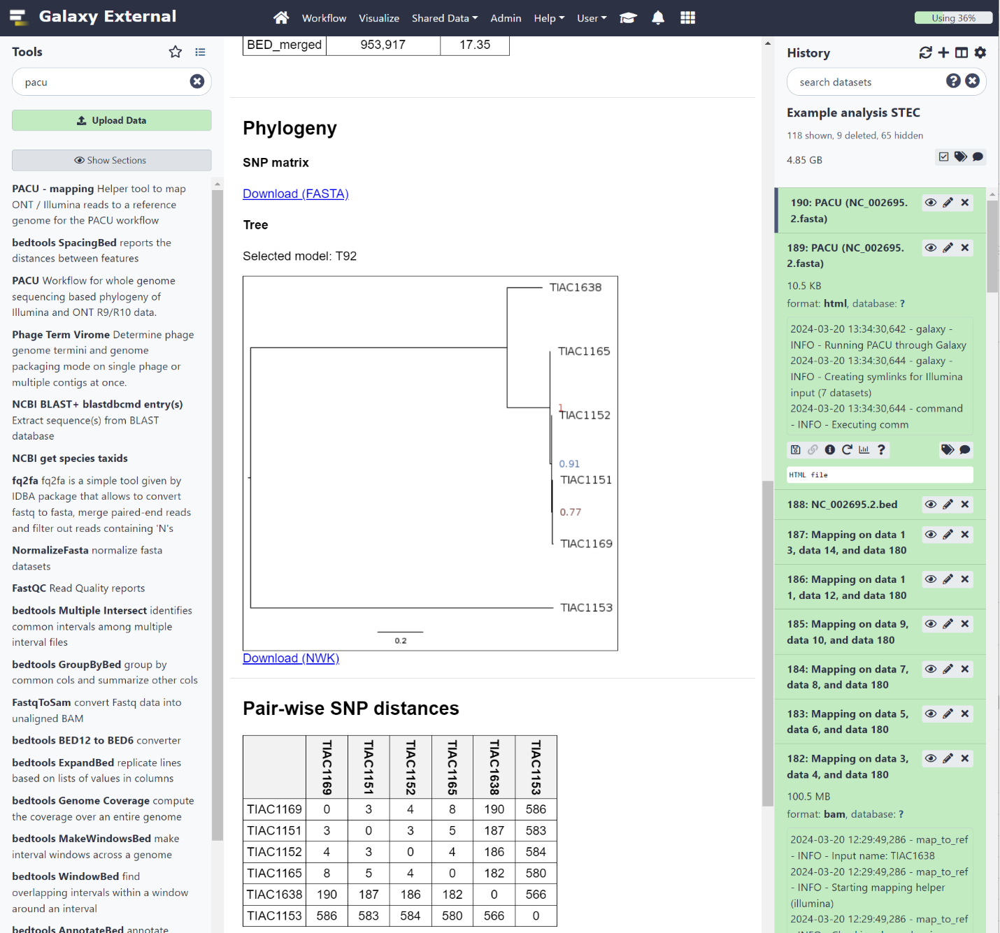 Galaxy External
Workflow Visualize Shared Data Admin Help User
Using 36%
Tools
pacu
Upload Data
Show Sections
PACU - mapping Helper tool to map
ONT / Illumina reads to a reference
genome for the PACU workflow
bedtools SpacingBed reports the
distances between features
PACU Workflow for whole genome
sequencing based phylogeny of
Illumina and ONT R9/R10 data.
Phage Term Virome Determine phage
genome termini and genome
packaging mode on single phage or
multiple contigs at once.
NCBI BLAST+ blastdbcmd entry(s)
Extract sequence(s) from BLAST
database
NCBI get species taxids
fq2fa fq2fa is a simple tool given by
IDBA package that allows to convert
fastq to fasta, merge paired-end reads
and filter out reads containing 'N's
NormalizeFasta normalize fasta
datasets
FastQC Read Quality reports
bedtools Multiple Intersect identifies
common intervals among multiple
interval files
bedtools GroupByBed group by
common cols and summarize other cols
FastqToSam convert Fastq data into
unaligned BAM
bedtools BED12 to BED6 converter
bedtools ExpandBed replicate lines
based on lists of values in columns
bedtools Genome Coverage compute
the coverage over an entire genome
bedtools MakeWindowsBed make
interval windows across a genome
bedtools WindowBed find
overlapping intervals within a window
around an interval
bedtools AnnotateBed annotate
BED_merged 953,917 17.35
Phylogeny
SNP matrix
Download (FASTA)
Tree
Selected model: T92
TIAC1638
TIAC1165
1
TIAC1152
0.91
TIAC1151
0.77
TIAC1169
TIAC1153
0.2
Download (NWK)
Pair-wise SNP distances
TIAC1169 TIAC1151 TIAC1152 TIAC1165 TIAC1638 TIAC1153
TIAC1169 0 3 4 8 190 586
TIAC1151 3 0 3 5 187 583
TIAC1152 4 3 0 4 186 584
TIAC1165 8 5 4 0 182 580
TIAC1638 190 187 186 182 0 566
TIAC1153 586 583 584 580 566 0
History
search datasets
Example analysis STEC
118 shown, 9 deleted, 65 hidden
4.85 GB
190: PACU (NC_002695.
2.fasta)
189: PACU (NC_002695.
2.fasta)
10.5 KB
format: html, database: ?
2024-03-20 13:34:30,642 - galaxy -
INFO - Running PACU through Galaxy
2024-03-20 13:34:30,644 - galaxy -
INFO - Creating symlinks for Illumina
input (7 datasets)
2024-03-20 13:34:30,644 - command
- INFO - Executing comm
HTML file
188: NC_002695.2.bed
187: Mapping on data 1
3, data 14, and data 180
186: Mapping on data 1
1, data 12, and data 180
185: Mapping on data 9,
data 10, and data 180
184: Mapping on data 7,
data 8, and data 180
183: Mapping on data 5,
data 6, and data 180
182: Mapping on data 3,
data 4, and data 180
100.5 MB
format: bam, database: ?
2024-03-20 12:29:49,286 - map_to_ref
- INFO - Input name: TIAC1638
2024-03-20 12:29:49,286 - map_to_ref
- INFO - Starting mapping helper
(illumina)
2024-03-20 12:29:49,286 - map_to_ref